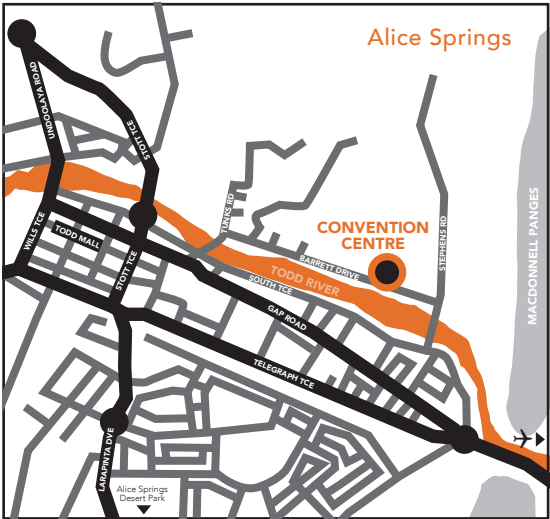 Alice Springs
UNDOOLAYA ROAD
STOTT TCE
WILLS TCE
TODD MALL
STOTT TCE
TUNKS RD
CONVENTION
CENTRE
STEPHENS RD
BARRETT DRIVE
TODD RIVER
SOUTH TCE
GAP ROAD
TELEGRAPH TCE
MACDONNELL PANGES
LARAPINTA DVE
Alice Springs
Desert Park